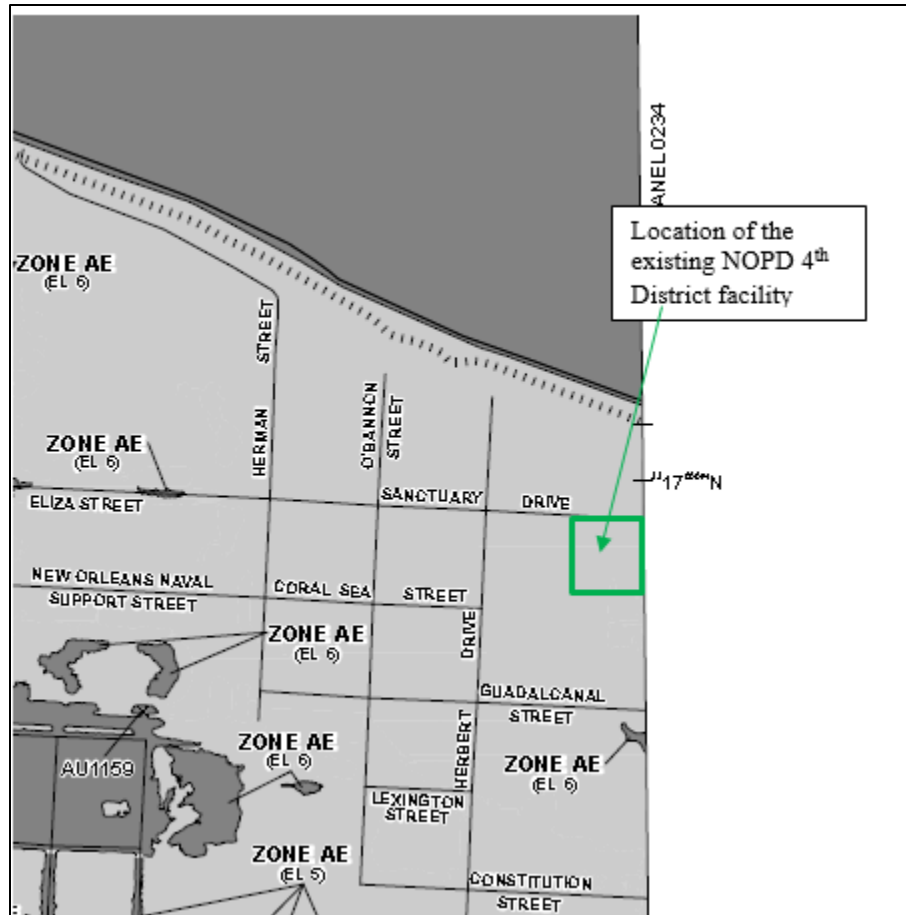 ANEL 0234
Location of the
existing NOPD 4th
District facility
ZONE AE
(EL 6)
HERMAN
STREET
O'BANNON
STREET
ZONE AE
(EL 6)
ELIZA STREET
SANCTUARY
DRIVE
NEW ORLEANS NAVAL
SUPPORT STREET
CORAL SEA
STREET
ZONE AE
(EL 6)
HERBERT
DRIVE
GUADALCANAL
STREET
AU1159
ZONE AE
(EL 6)
ZONE AE
(EL 6)
LEXINGTON
STREET
ZONE AE
(EL 5)
CONSTITUTION
STREET